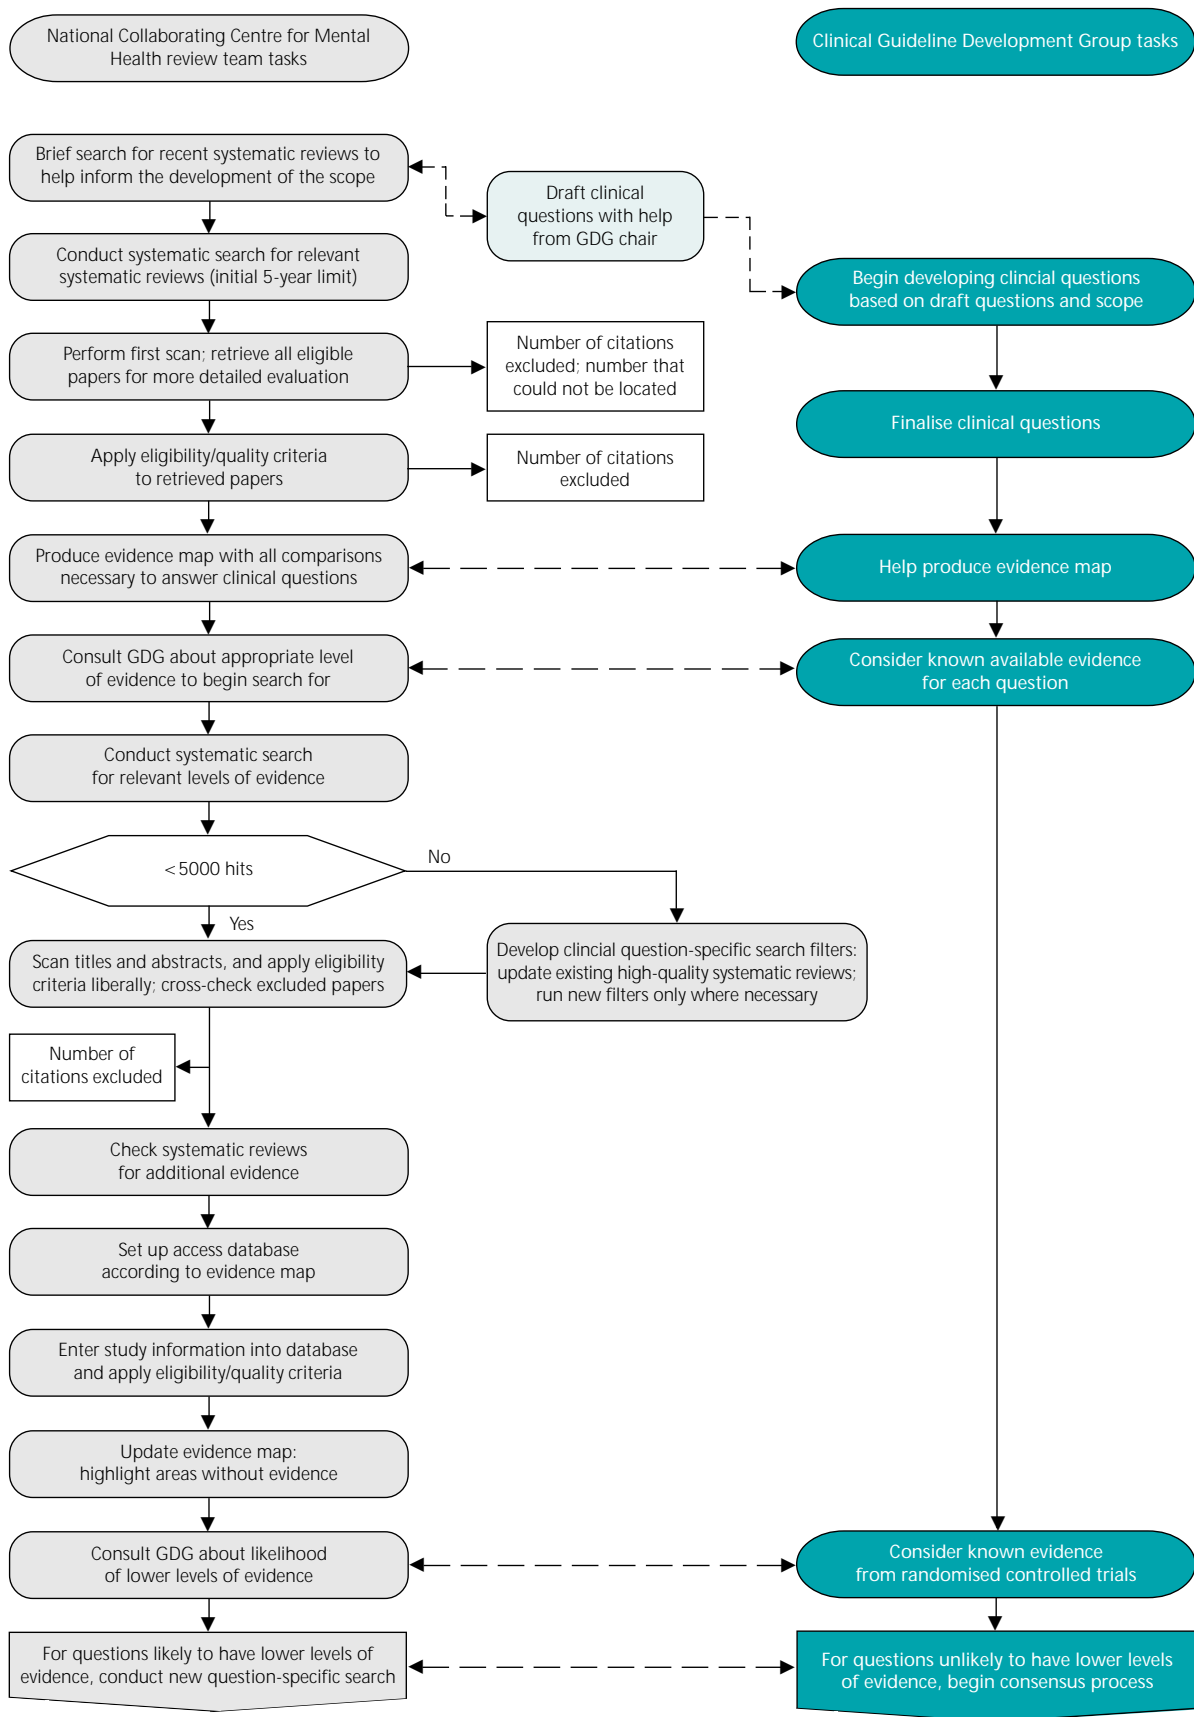 National Collaborating Centre for Mental
Health review team tasks
Clinical Guideline Development Group tasks
Brief search for recent systematic reviews to
help inform the development of the scope
Draft clinical
questions with help
from GDG chair
Conduct systematic search for relevant
systematic reviews (initial 5-year limit)
Begin developing clincial questions
based on draft questions and scope
Perform first scan; retrieve all eligible
papers for more detailed evaluation
Number of citations
excluded; number that
could not be located
Finalise clinical questions
Apply eligibility/quality criteria
to retrieved papers
Number of citations
excluded
Produce evidence map with all comparisons
necessary to answer clinical questions
Help produce evidence map
Consult GDG about appropriate level
of evidence to begin search for
Consider known available evidence
for each question
Conduct systematic search
for relevant levels of evidence
<5000 hits
No
Yes
Scan titles and abstracts, and apply eligibility
criteria liberally; cross-check excluded papers
Develop clincial question-specific search filters:
update existing high-quality systematic reviews;
run new filters only where necessary
Number of
citations excluded
Check systematic reviews
for additional evidence
Set up access database
according to evidence map
Enter study information into database
and apply eligibility/quality criteria
Update evidence map:
highlight areas without evidence
Consult GDG about likelihood
of lower levels of evidence
Consider known evidence
from randomised controlled trials
For questions likely to have lower levels of
evidence, conduct new question-specific search
For questions unlikely to have lower levels
of evidence, begin consensus process